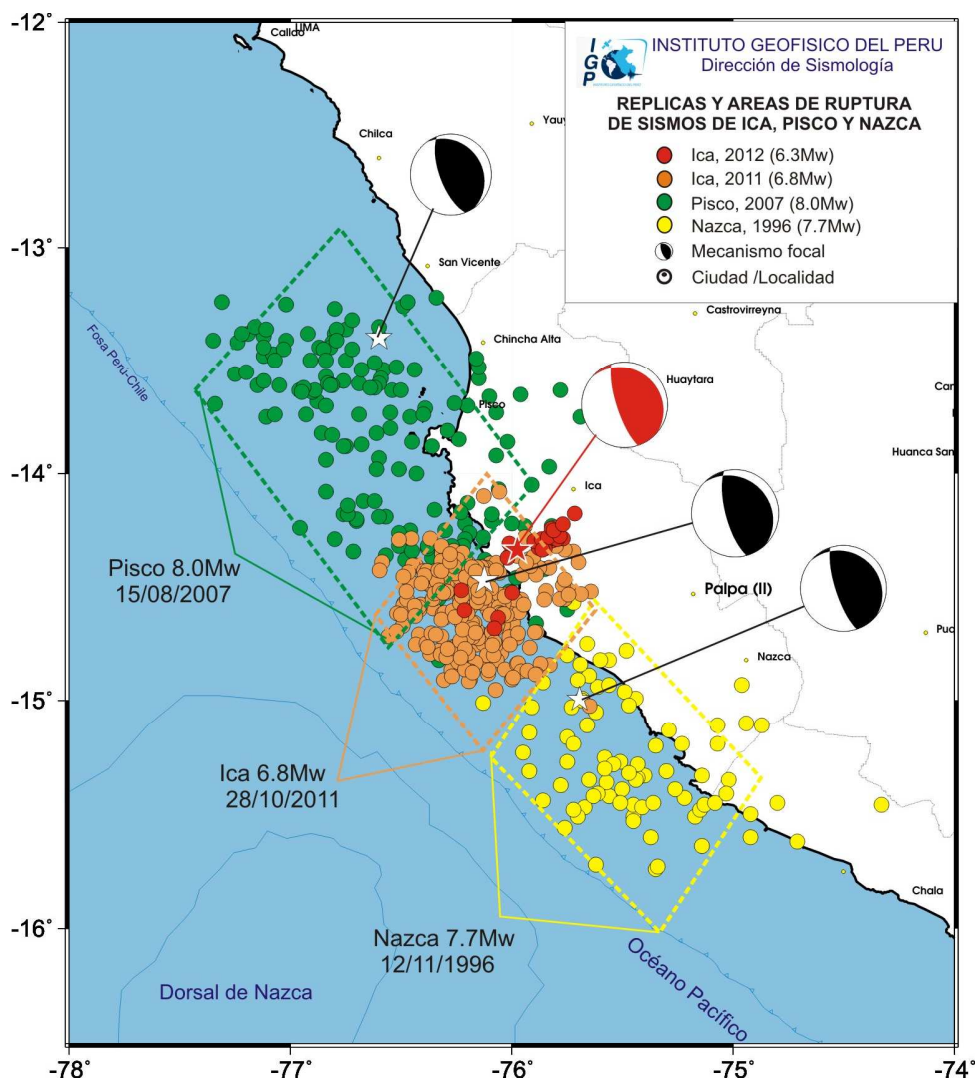 -12°
-13°
-14°
-15°
-16°
-78°
-77°
-76°
-75°
-74°
IGP
INSTITUTO GEOFISICO DEL PERU
Dirección de Sismología
REPLICAS Y AREAS DE RUPTURA
DE SISMOS DE ICA, PISCO Y NAZCA
Ica, 2012 (6.3Mw)
Ica, 2011 (6.8Mw)
Pisco, 2007 (8.0Mw)
Nazca, 1996 (7.7Mw)
Mecanismo focal
Ciudad /Localidad
LIMA
Callao
Chilca
San Vicente
Castrovirreyna
Chincha Alta
Huaytara
Pisco
Huanca San
Ica
Palpa (II)
Nazca
Chala
Fosa Peru-Chile
Pisco 8.0Mw
15/08/2007
Ica 6.8Mw
28/10/2011
Nazca 7.7Mw
12/11/1996
Dorsal de Nazca
Océano Pacífico